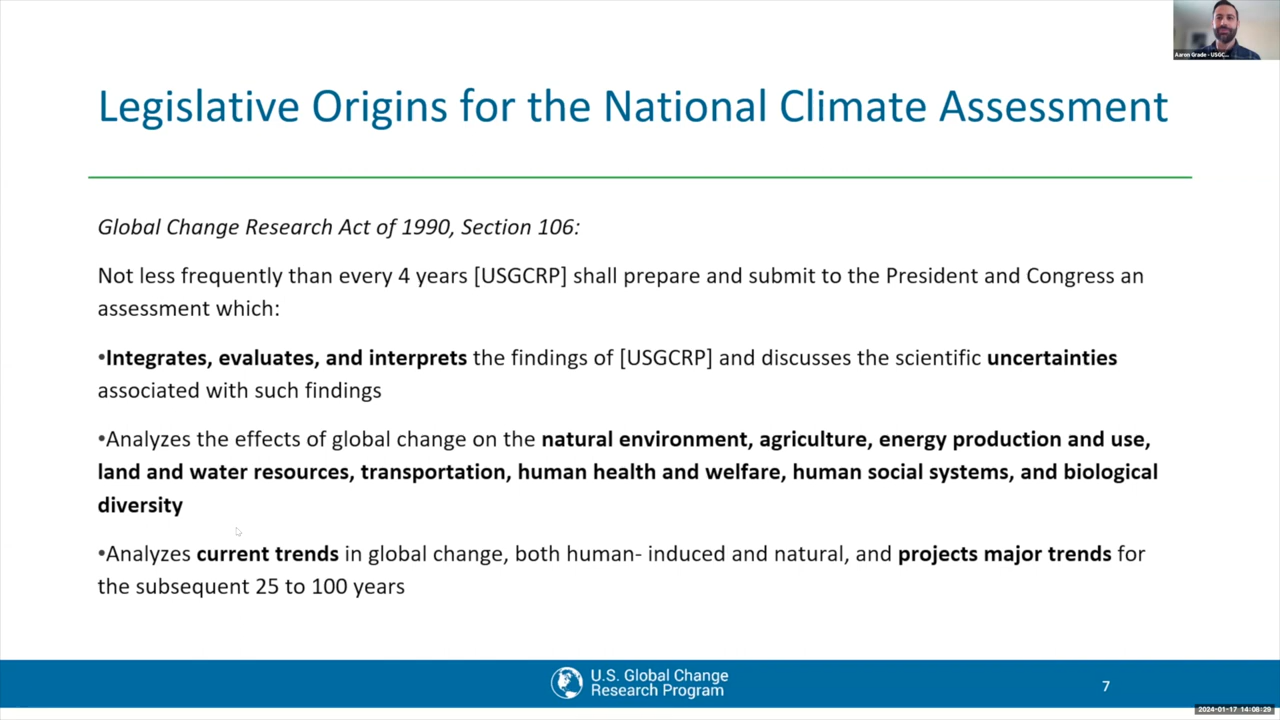 Aaron Grade - USGC...
Legislative Origins for the National Climate Assessment
Global Change Research Act of 1990, Section 106:
Not less frequently than every 4 years [USGCRP] shall prepare and submit to the President and Congress an
assessment which:
•Integrates, evaluates, and interprets the findings of [USGCRP] and discusses the scientific uncertainties
associated with such findings
•Analyzes the effects of global change on the natural environment, agriculture, energy production and use,
land and water resources, transportation, human health and welfare, human social systems, and biological
diversity
•Analyzes current trends in global change, both human- induced and natural, and projects major trends for
the subsequent 25 to 100 years
U.S. Global Change
Research Program
7
2024-01-17 14:08:29